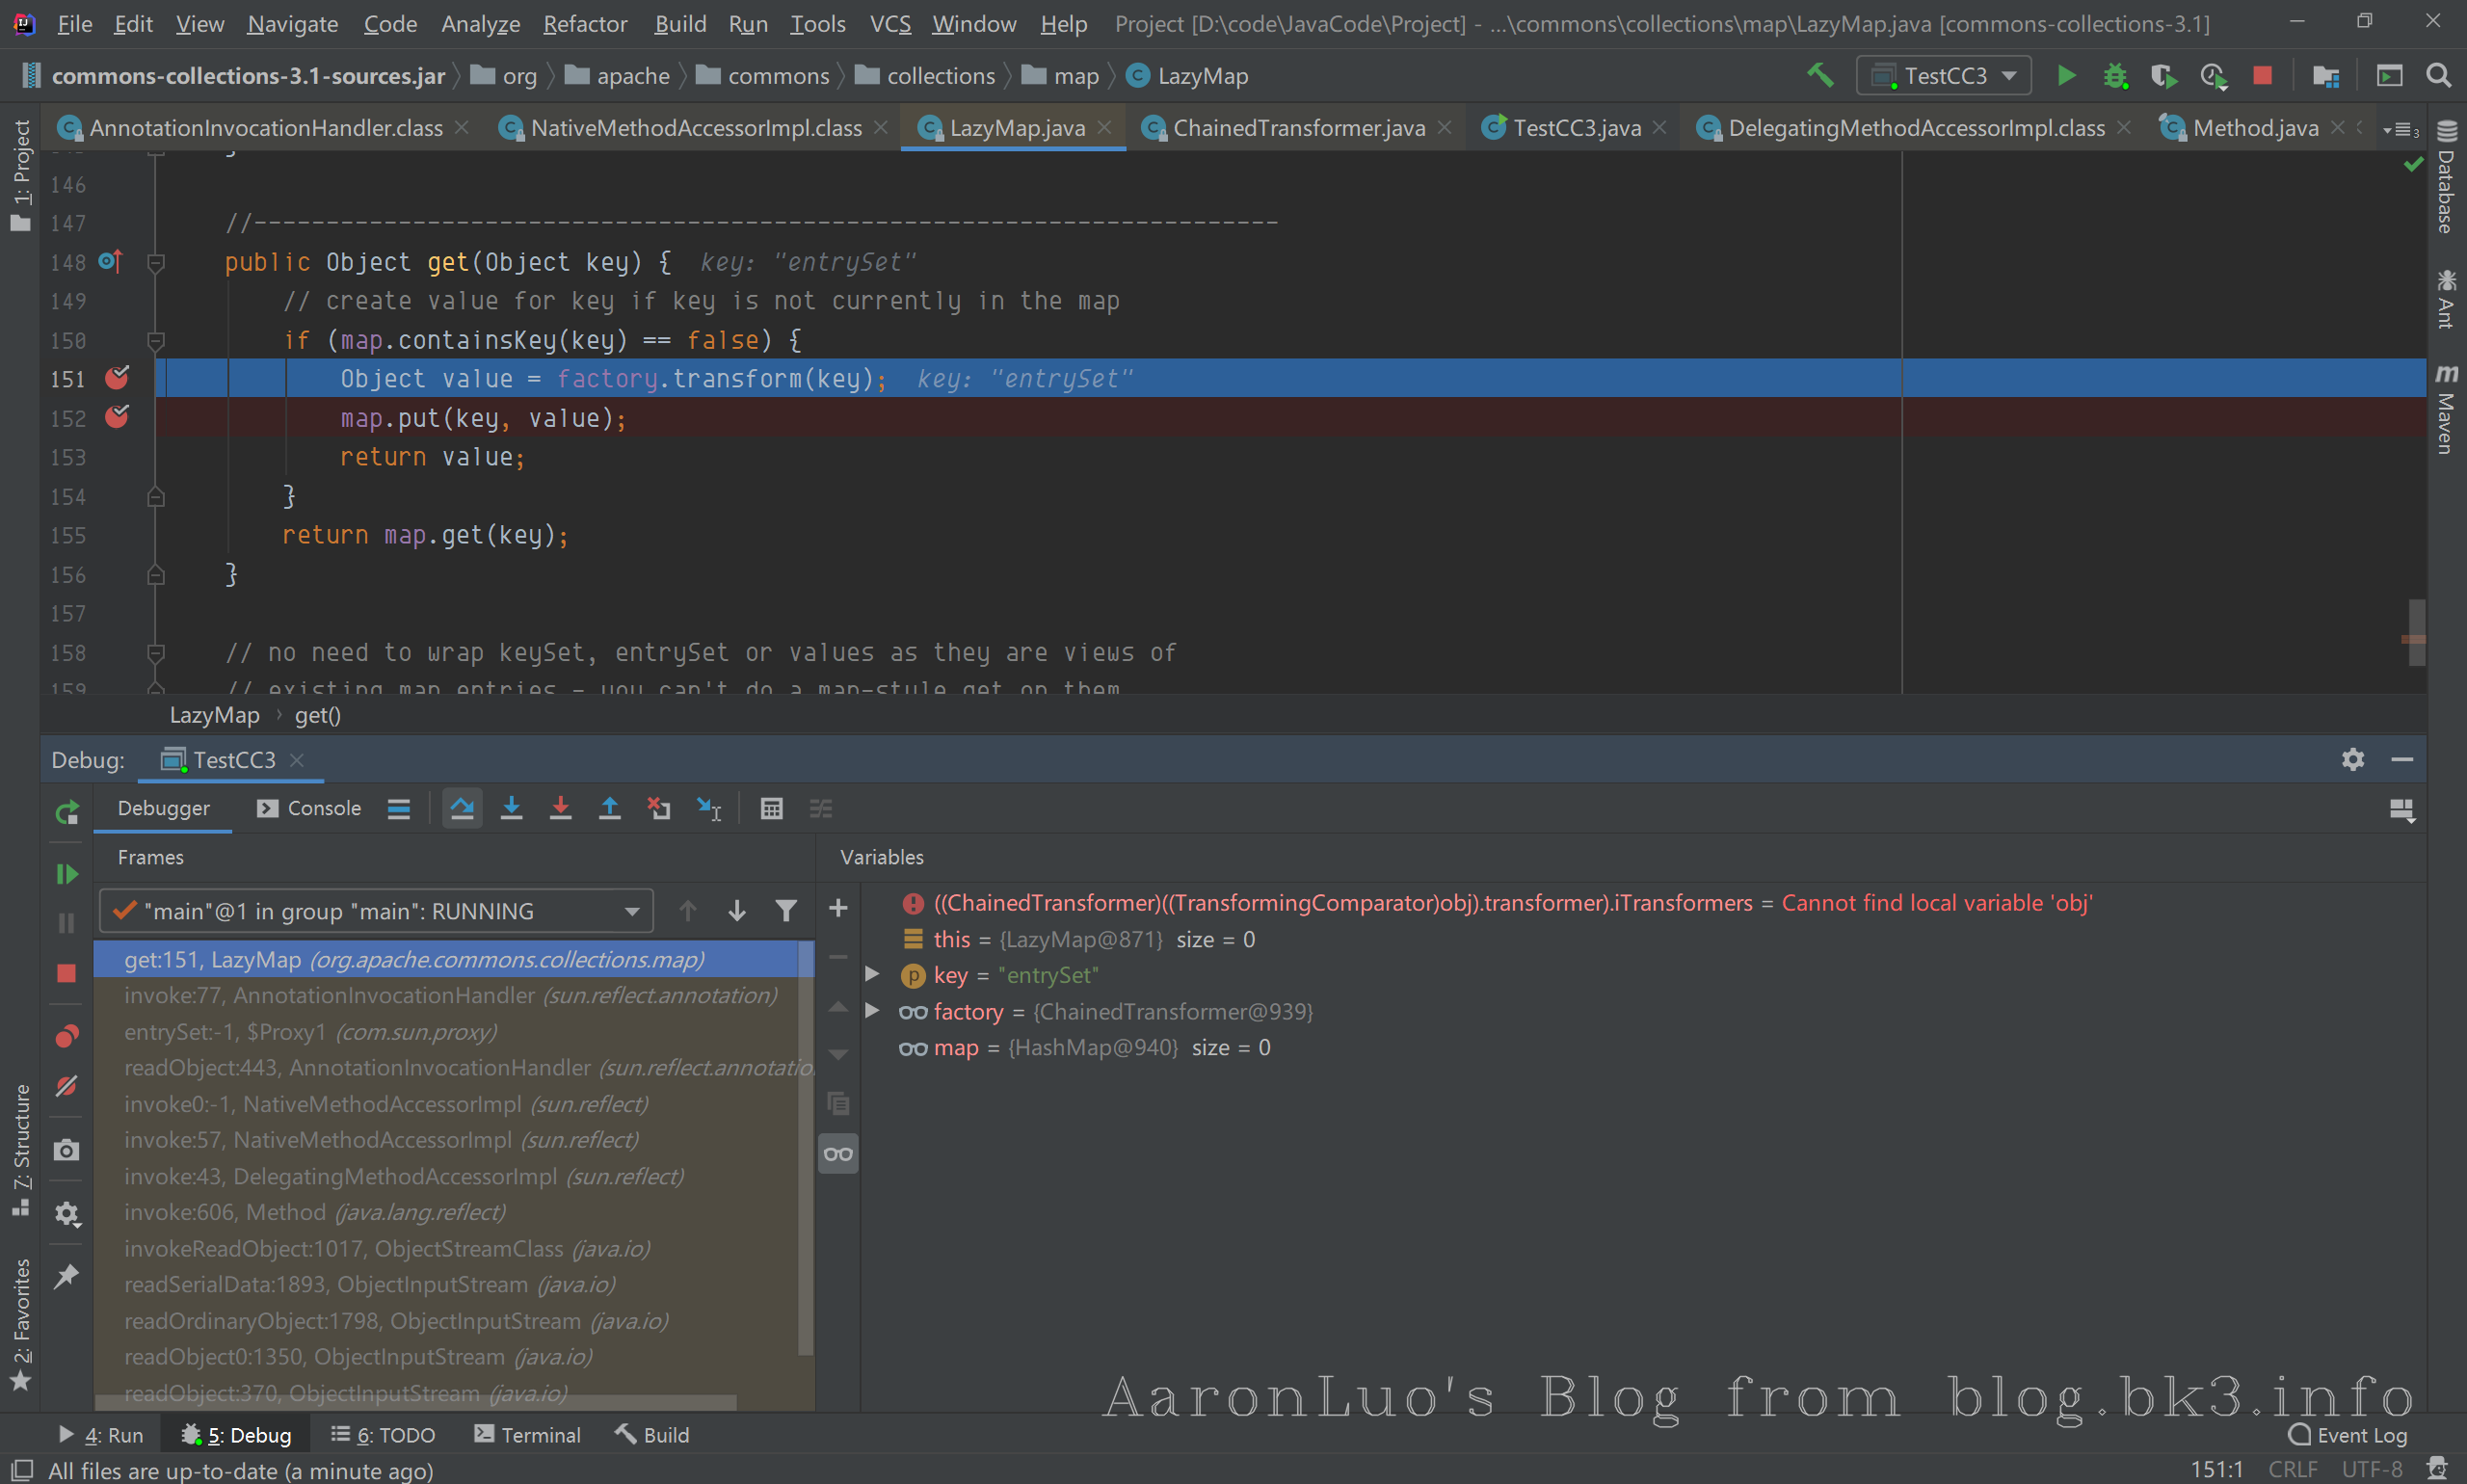 File Edit View Navigate Code Analyze Refactor Build Run Tools VCS Window Help Project [D:\code\JavaCode\Project] - ...\commons\collections\map\LazyMap.java [commons-collections-3.1]
commons-collections-3.1-sources.jar org apache commons collections map LazyMap TestCC3
AnnotationInvocationHandler.class NativeMethodAccessorImpl.class LazyMap.java ChainedTransformer.java TestCC3.java DelegatingMethodAccessorImpl.class Method.java 3
1: Project
Database
Ant
Maven
146
147 //-----------------------------------------------------------------------
148 public Object get(Object key) { key: "entrySet"
149 // create value for key if key is not currently in the map
150 if (map.containsKey(key) == false) {
151 Object value = factory.transform(key); key: "entrySet"
152 map.put(key, value);
153 return value;
154 }
155 return map.get(key);
156 }
157
158 // no need to wrap keySet, entrySet or values as they are views of
159 // existing map entries - you can't do a map-style get on them
LazyMap › get()
Debug: TestCC3
Debugger Console
Frames
Variables
"main"@1 in group "main": RUNNING
get:151, LazyMap (org.apache.commons.collections.map)
invoke:77, AnnotationInvocationHandler (sun.reflect.annotation)
entrySet:-1, $Proxy1 (com.sun.proxy)
readObject:443, AnnotationInvocationHandler (sun.reflect.annotatio
invoke0:-1, NativeMethodAccessorImpl (sun.reflect)
invoke:57, NativeMethodAccessorImpl (sun.reflect)
invoke:43, DelegatingMethodAccessorImpl (sun.reflect)
invoke:606, Method (java.lang.reflect)
invokeReadObject:1017, ObjectStreamClass (java.io)
readSerialData:1893, ObjectInputStream (java.io)
readOrdinaryObject:1798, ObjectInputStream (java.io)
readObject0:1350, ObjectInputStream (java.io)
readObject:370, ObjectInputStream (java.io)
((ChainedTransformer)((TransformingComparator)obj).transformer).iTransformers = Cannot find local variable 'obj'
this = {LazyMap@871} size = 0
key = "entrySet"
factory = {ChainedTransformer@939}
map = {HashMap@940} size = 0
7: Structure
2: Favorites
AaronLuo's Blog from blog.bk3.info
4: Run 5: Debug 6: TODO Terminal Build Event Log
All files are up-to-date (a minute ago) 151:1 CRLF UTF-8